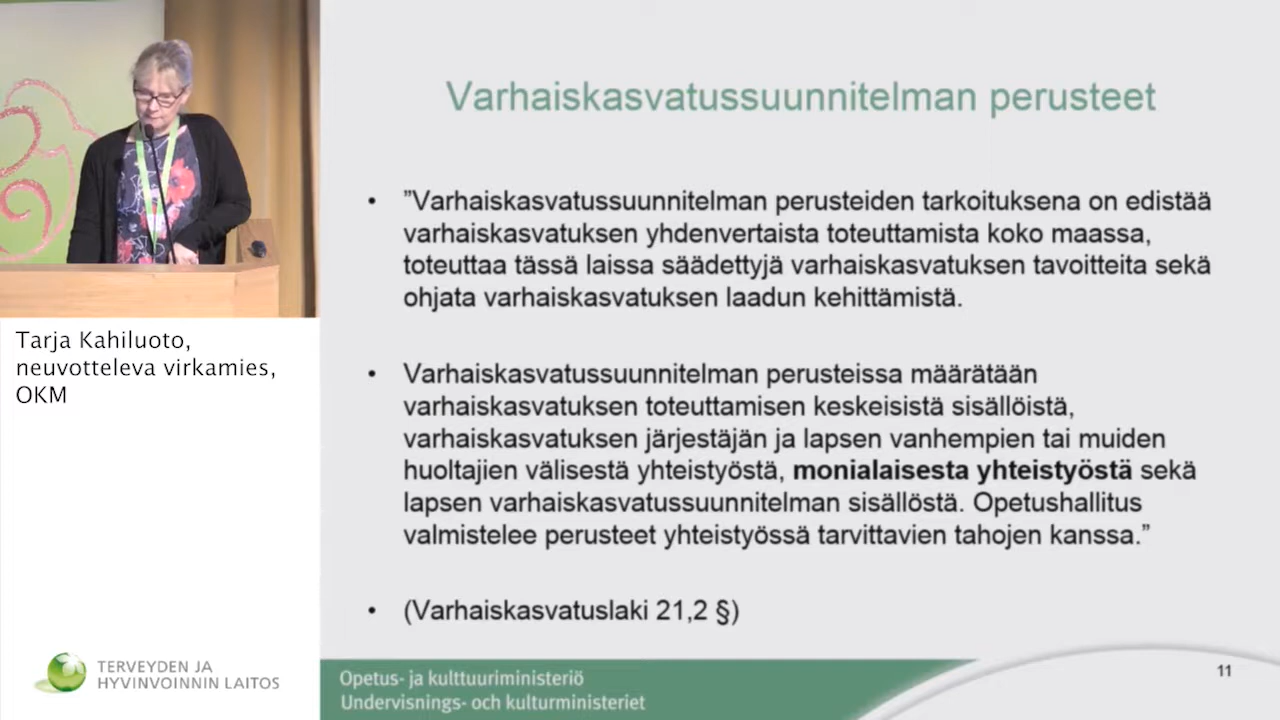 Varhaiskasvatussuunnitelman perusteet
• ”Varhaiskasvatussuunnitelman perusteiden tarkoituksena on edistää
varhaiskasvatuksen yhdenvertaista toteuttamista koko maassa,
toteuttaa tässä laissa säädettyjä varhaiskasvatuksen tavoitteita sekä
ohjata varhaiskasvatuksen laadun kehittämistä.
• Varhaiskasvatussuunnitelman perusteissa määrätään
varhaiskasvatuksen toteuttamisen keskeisistä sisällöistä,
varhaiskasvatuksen järjestäjän ja lapsen vanhempien tai muiden
huoltajien välisestä yhteistyöstä, monialaisesta yhteistyöstä sekä
lapsen varhaiskasvatussuunnitelman sisällöstä. Opetushallitus
valmistelee perusteet yhteistyössä tarvittavien tahojen kanssa.”
• (Varhaiskasvatuslaki 21,2 §)
Tarja Kahiluoto,
neuvotteleva virkamies,
OKM
TERVEYDEN JA
HYVINVOINNIN LAITOS
Opetus- ja kulttuuriministeriö
Undervisnings- och kulturministeriet
11